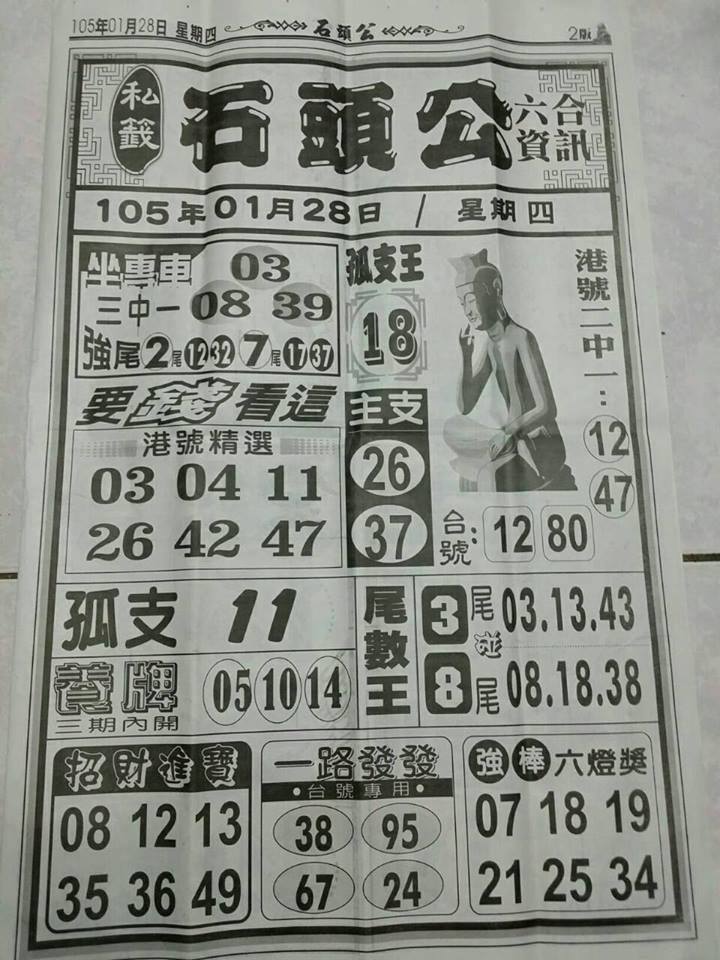 105年01月28日 星期四 石頭公 2版
私籤 石頭公 六合資訊
105年01月28日 / 星期四
坐專車 03
三中一 08 39
強尾 2尾 12 32 7尾 17 37
孤支王
18
港號二中一：
12
47
要錢看這
港號精選
03 04 11
26 42 47
主支
26
37
台號： 12 80
孤支 11
養牌 05 10 14
三期內開
尾數王
3尾 03.13.43
碰
8尾 08.18.38
招財進寶
08 12 13
35 36 49
一路發發
•台號專用•
38 95
67 24
強棒六燈獎
07 18 19
21 25 34